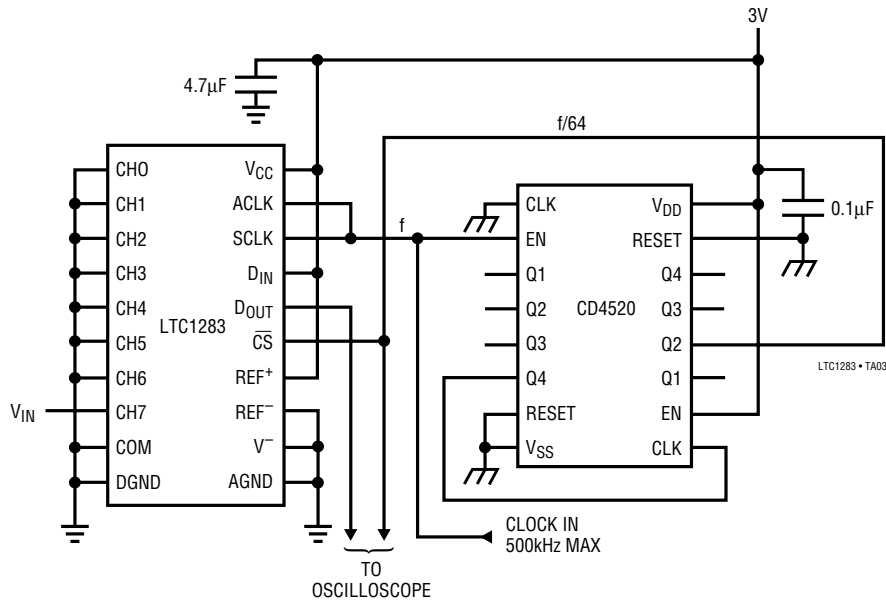 3V
4.7µF
f/64
CH0
CH1
CH2
CH3
CH4
CH5
CH6
CH7
COM
DGND
LTC1283
VCC
ACLK
SCLK
DIN
DOUT
CS
REF+
REF–
V–
AGND
VIN
f
CLK
EN
Q1
Q2
Q3
Q4
RESET
VSS
CD4520
VDD
RESET
Q4
Q3
Q2
Q1
EN
CLK
0.1µF
LTC1283 • TA03
CLOCK IN
500kHz MAX
TO
OSCILLOSCOPE